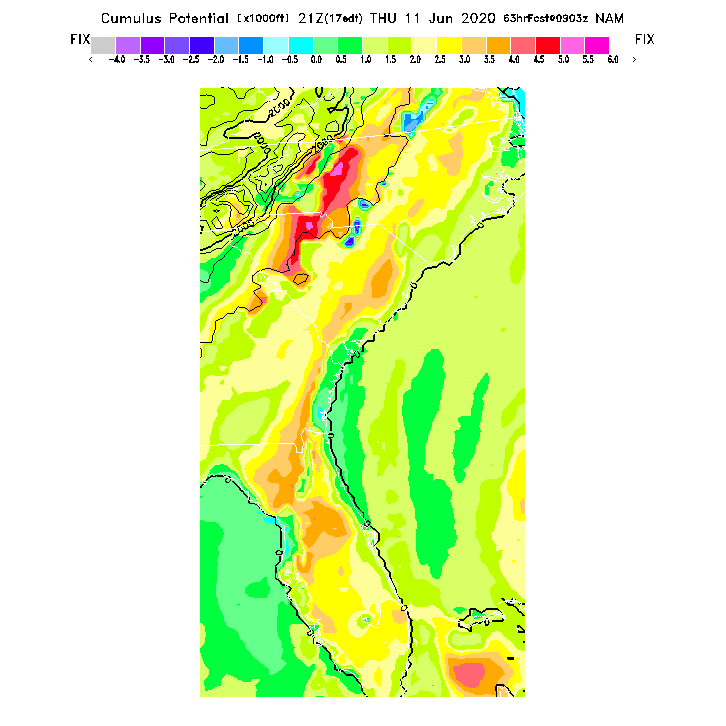 Cumulus Potential [x1000ft] 21Z(17edt) THU 11 Jun 2020 63hrFcst@0903z NAM
FIX FIX
< -4.0 -3.5 -3.0 -2.5 -2.0 -1.5 -1.0 -0.5 0.0 0.5 1.0 1.5 2.0 2.5 3.0 3.5 4.0 4.5 5.0 5.5 6.0 >
2000
2000